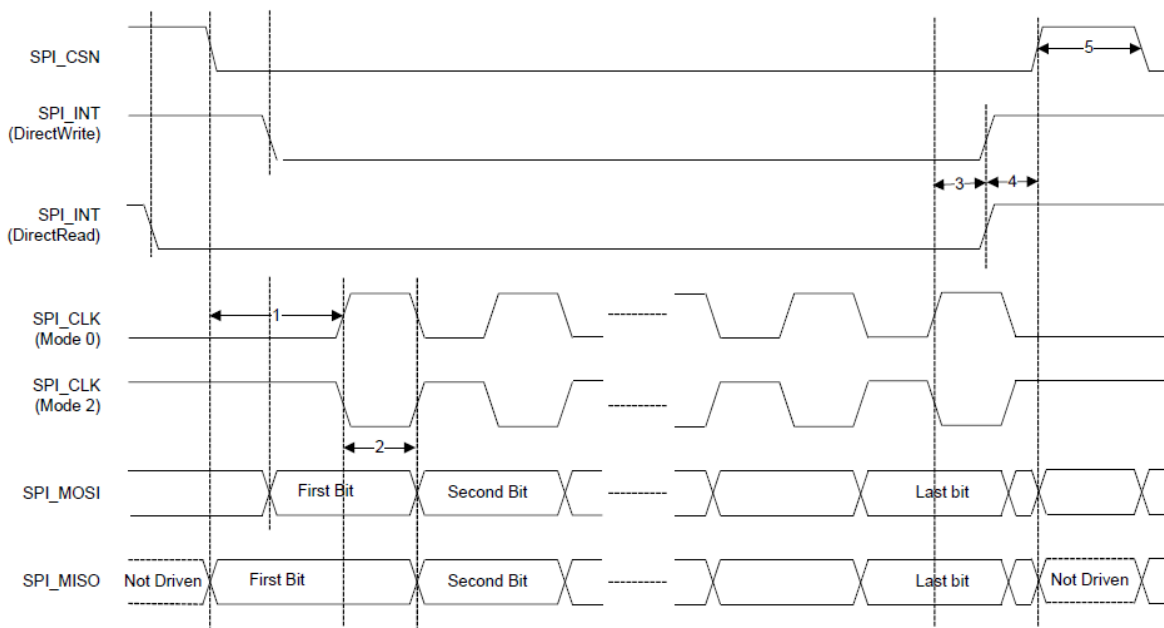 SPI_CSN
5
SPI_INT
(DirectWrite)
3
4
SPI_INT
(DirectRead)
1
SPI_CLK
(Mode 0)
SPI_CLK
(Mode 2)
2
SPI_MOSI
First Bit
Second Bit
Last bit
SPI_MISO
Not Driven
First Bit
Second Bit
Last bit
Not Driven